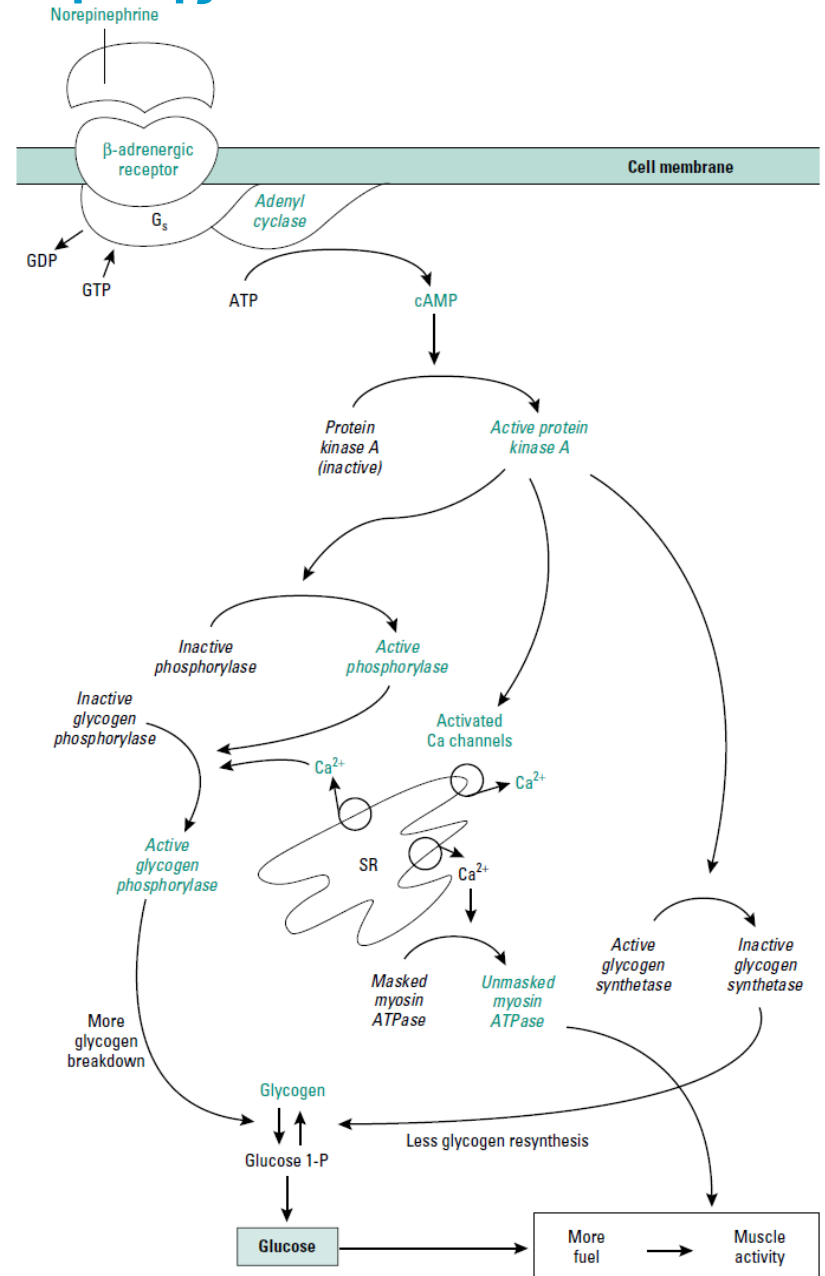 Norepinephrine
β-adrenergic
receptor
Cell membrane
Adenyl
cyclase
Gs
GDP
GTP
ATP
cAMP
Protein
kinase A
(inactive)
Active protein
kinase A
Inactive
phosphorylase
Active
phosphorylase
Inactive
glycogen
phosphorylase
Activated
Ca channels
Ca2+
Ca2+
Active
glycogen
phosphorylase
SR
Ca2+
Masked
myosin
ATPase
Unmasked
myosin
ATPase
Active
glycogen
synthetase
Inactive
glycogen
synthetase
More
glycogen
breakdown
Glycogen
Less glycogen resynthesis
Glucose 1-P
Glucose
More
fuel
Muscle
activity